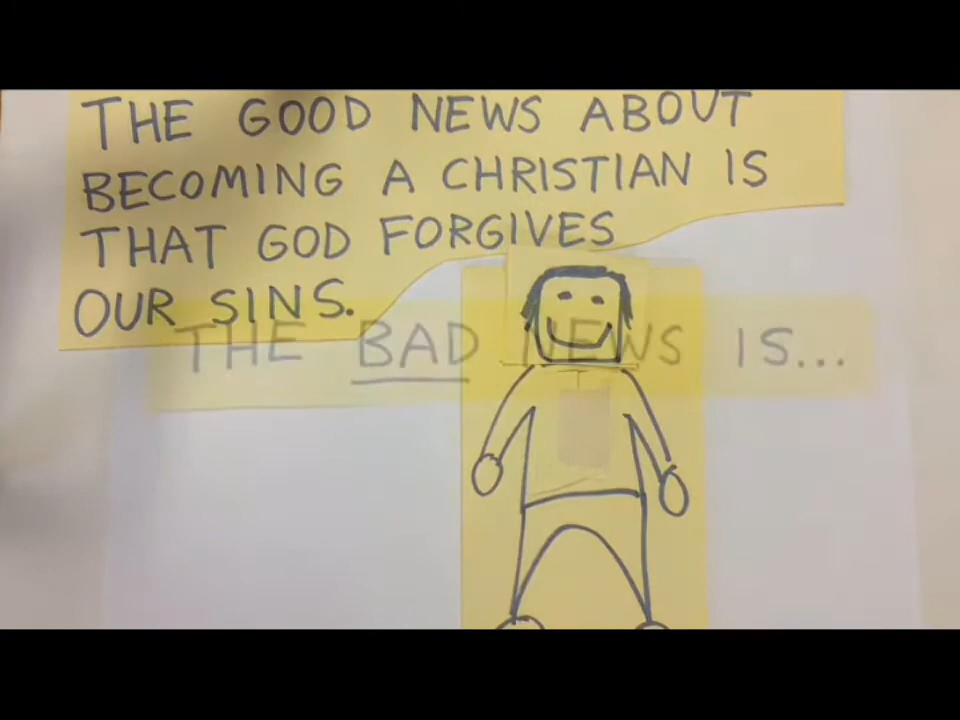 THE GOOD NEWS ABOUT
BECOMING A CHRISTIAN IS
THAT GOD FORGIVES
OUR SINS.
THE BAD NEWS IS...